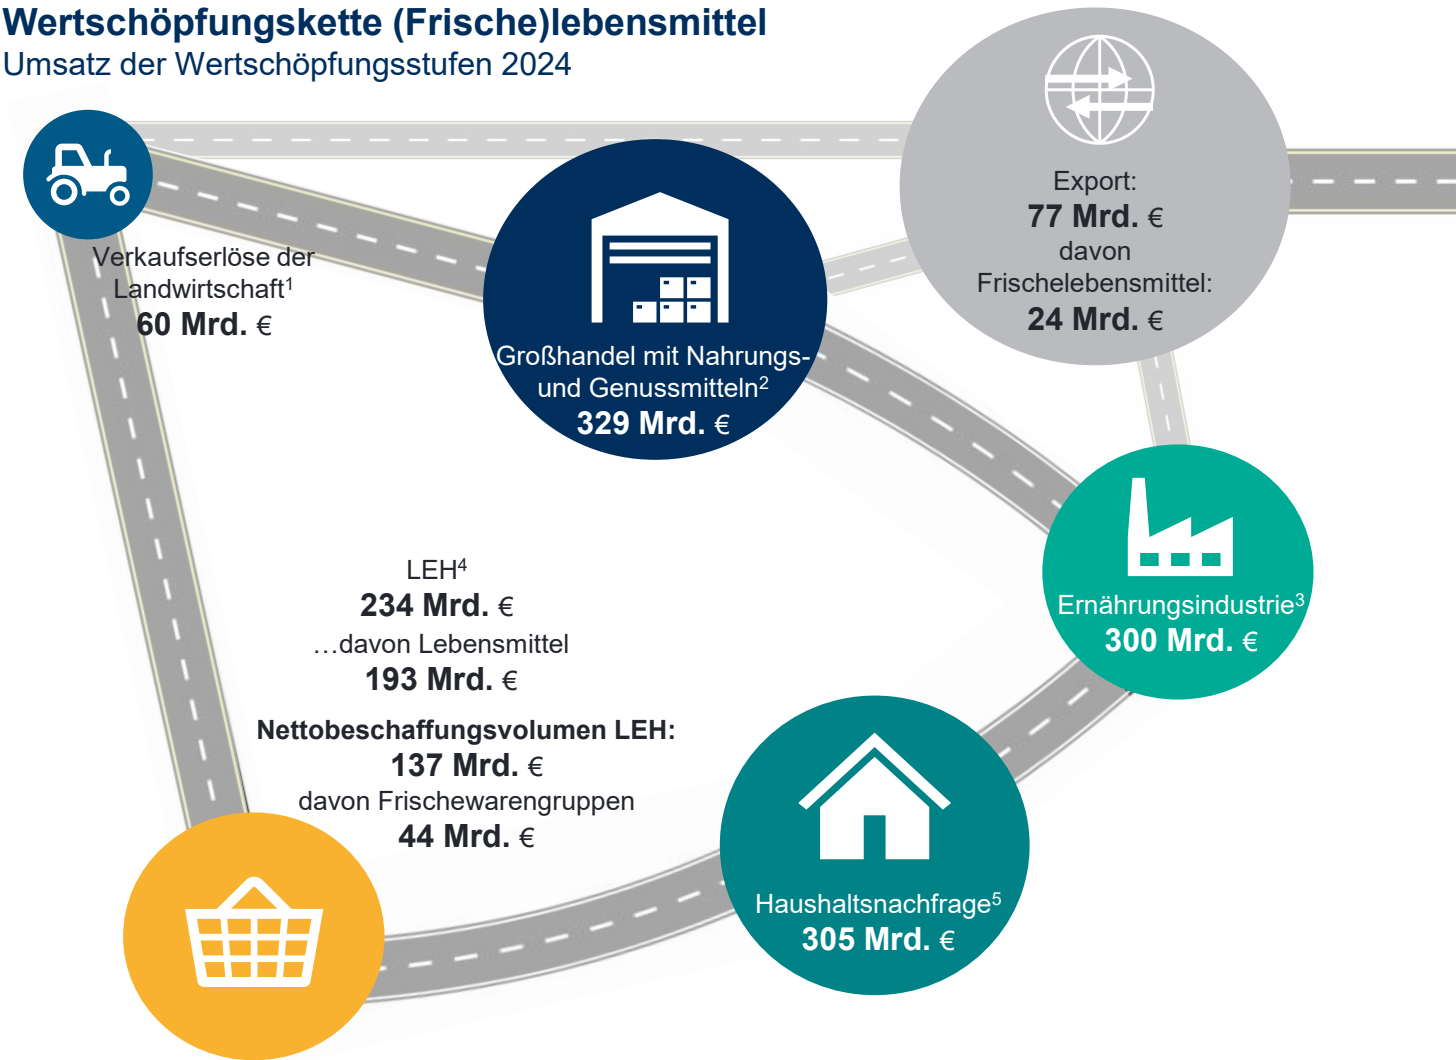 Wertschöpfungskette (Frische)lebensmittel
Umsatz der Wertschöpfungsstufen 2024
Verkaufserlöse der
Landwirtschaft¹
60 Mrd. €
Großhandel mit Nahrungs-
und Genussmitteln²
329 Mrd. €
Export:
77 Mrd. €
davon
Frischelebensmittel:
24 Mrd. €
Ernährungsindustrie³
300 Mrd. €
LEH⁴
234 Mrd. €
…davon Lebensmittel
193 Mrd. €
Nettobeschaffungsvolumen LEH:
137 Mrd. €
davon Frischewarengruppen
44 Mrd. €
Haushaltsnachfrage⁵
305 Mrd. €